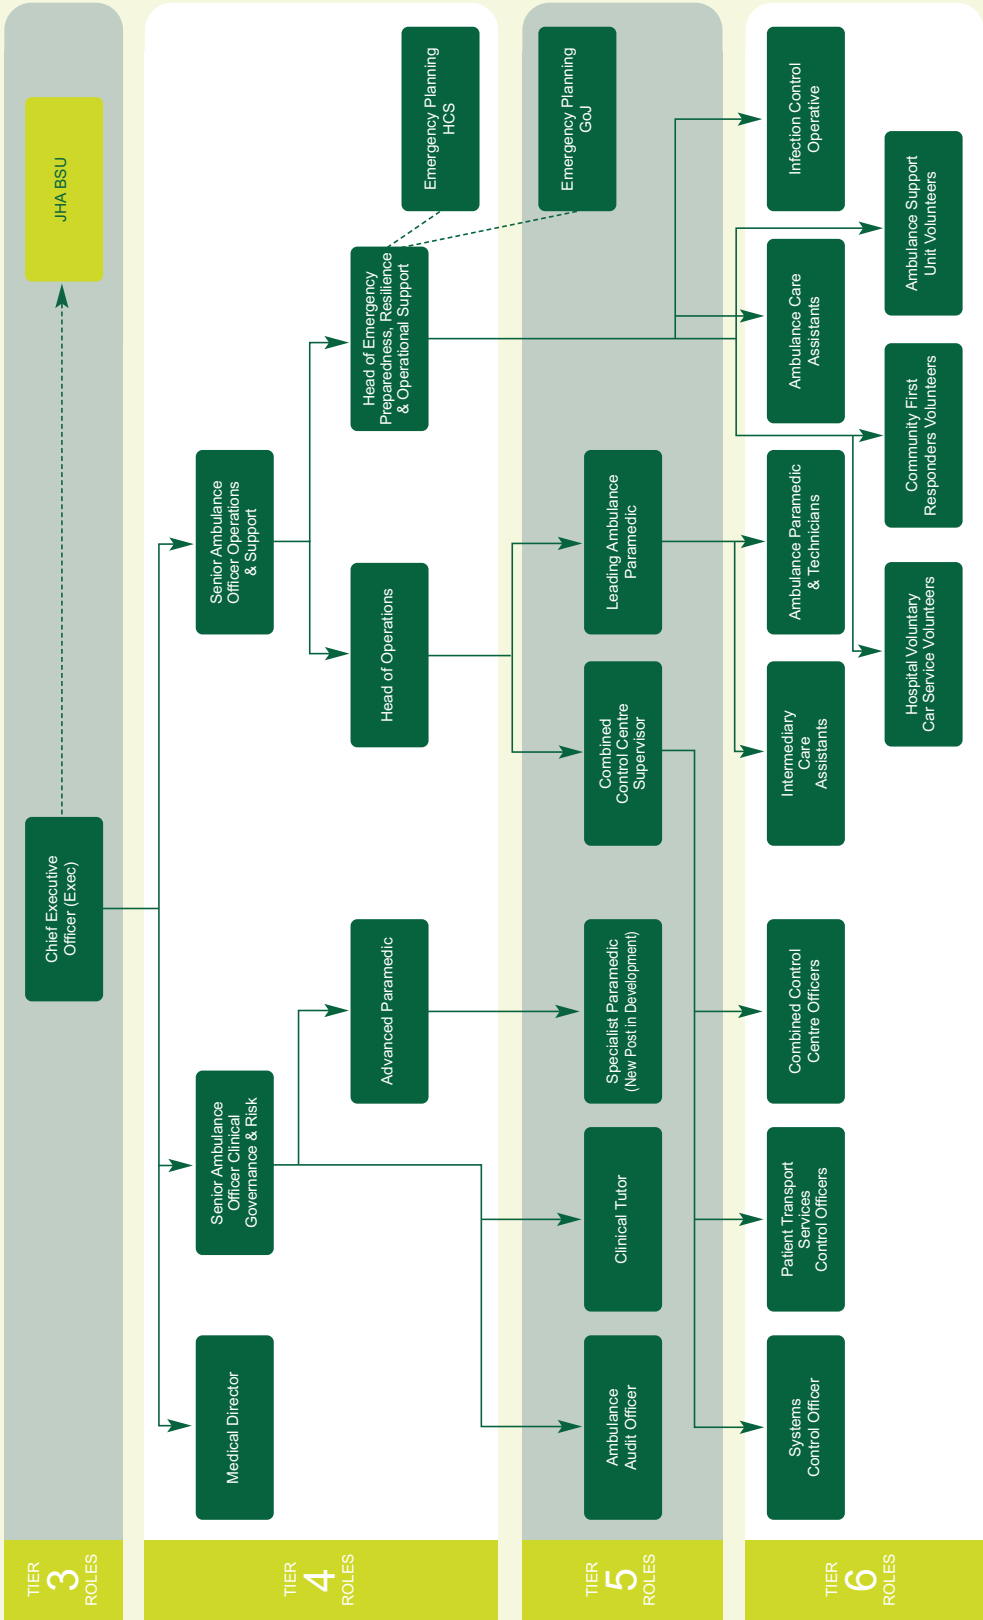 TIER
3
ROLES
Chief Executive
Officer (Exec)
JHA BSU
TIER
4
ROLES
Medical Director
Senior Ambulance
Officer Clinical
Governance & Risk
Senior Ambulance
Officer Operations
& Support
Advanced Paramedic
Head of Operations
Head of Emergency
Preparedness, Resilience
& Operational Support
Emergency Planning
HCS
TIER
5
ROLES
Emergency Planning
GoJ
Ambulance
Audit Officer
Clinical Tutor
Specialist Paramedic
(New Post in Development)
Combined
Control Centre
Supervisor
Leading Ambulance
Paramedic
TIER
6
ROLES
Systems
Control Officer
Patient Transport
Services
Control Officers
Combined Control
Centre Officers
Intermediary
Care
Assistants
Ambulance Paramedic
& Technicians
Ambulance Care
Assistants
Infection Control
Operative
Hospital Voluntary
Car Service Volunteers
Community First
Responders Volunteers
Ambulance Support
Unit Volunteers